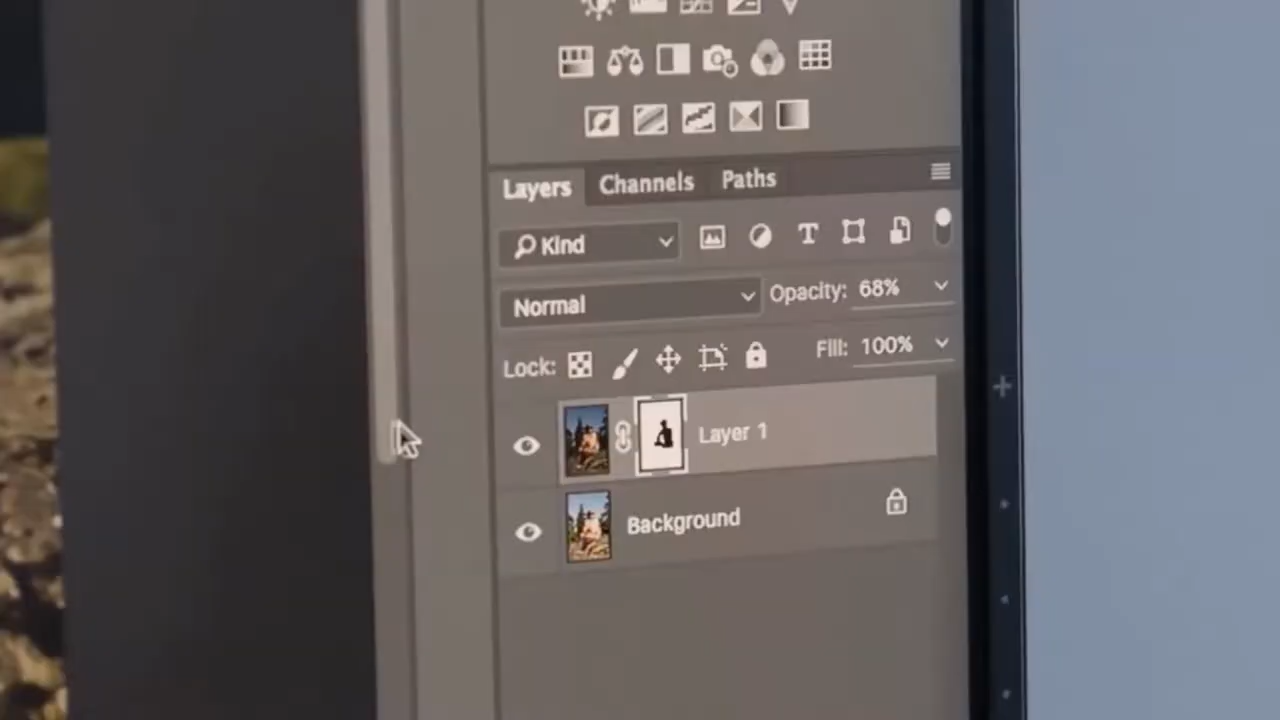 Layers Channels Paths
Kind
Normal Opacity: 68%
Lock: Fill: 100%
Layer 1
Background